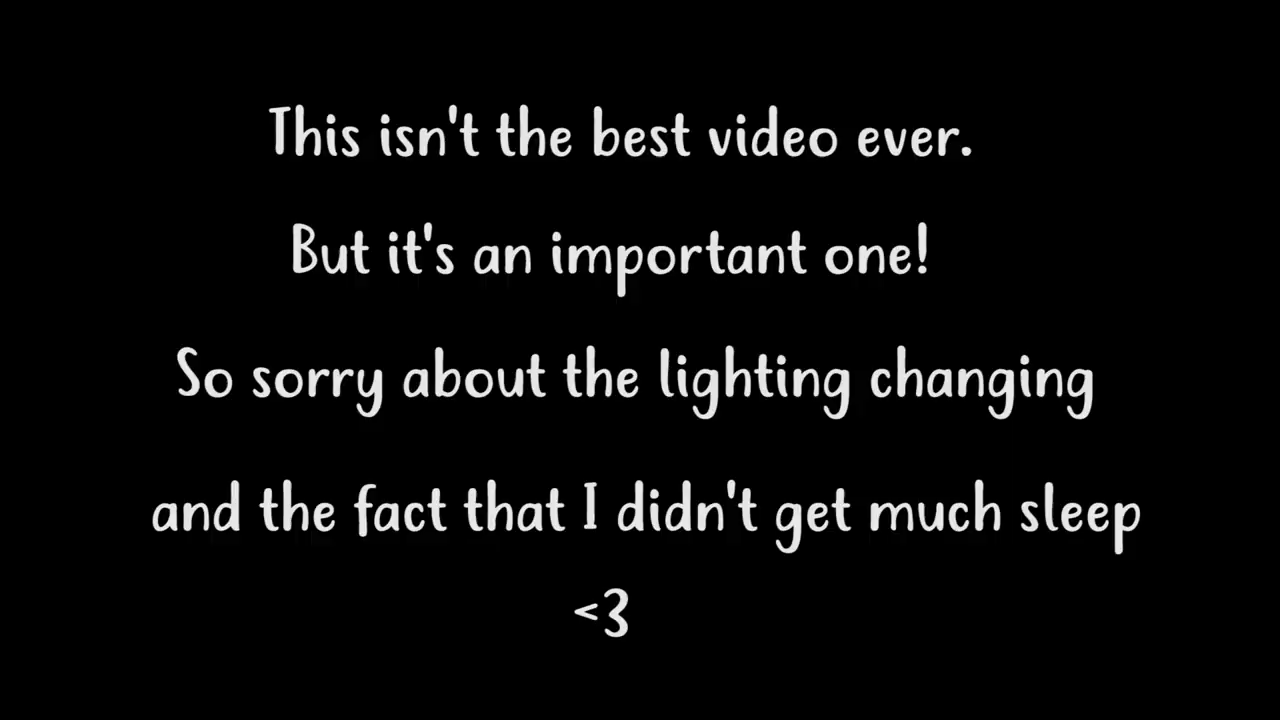 This isn't the best video ever.
But it's an important one!
So sorry about the lighting changing
and the fact that I didn't get much sleep
<3